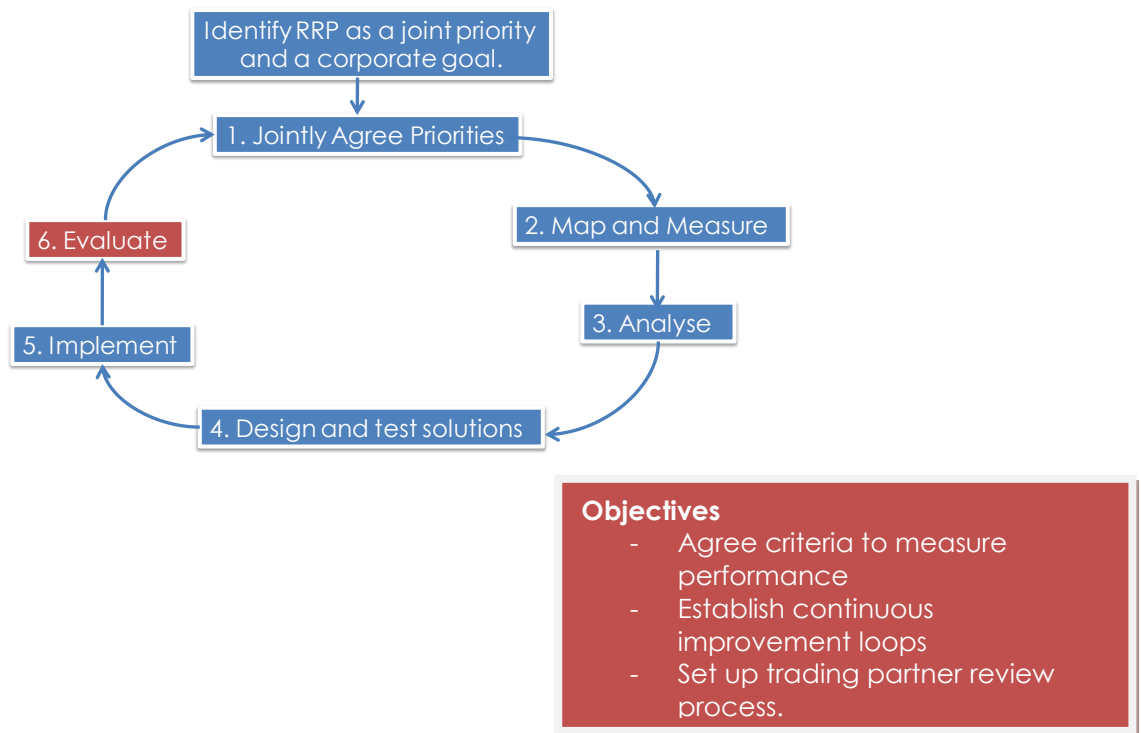 Identify RRP as a joint priority
and a corporate goal.
1. Jointly Agree Priorities
2. Map and Measure
6. Evaluate
3. Analyse
5. Implement
4. Design and test solutions
Objectives
- Agree criteria to measure
performance
- Establish continuous
improvement loops
- Set up trading partner review
process.